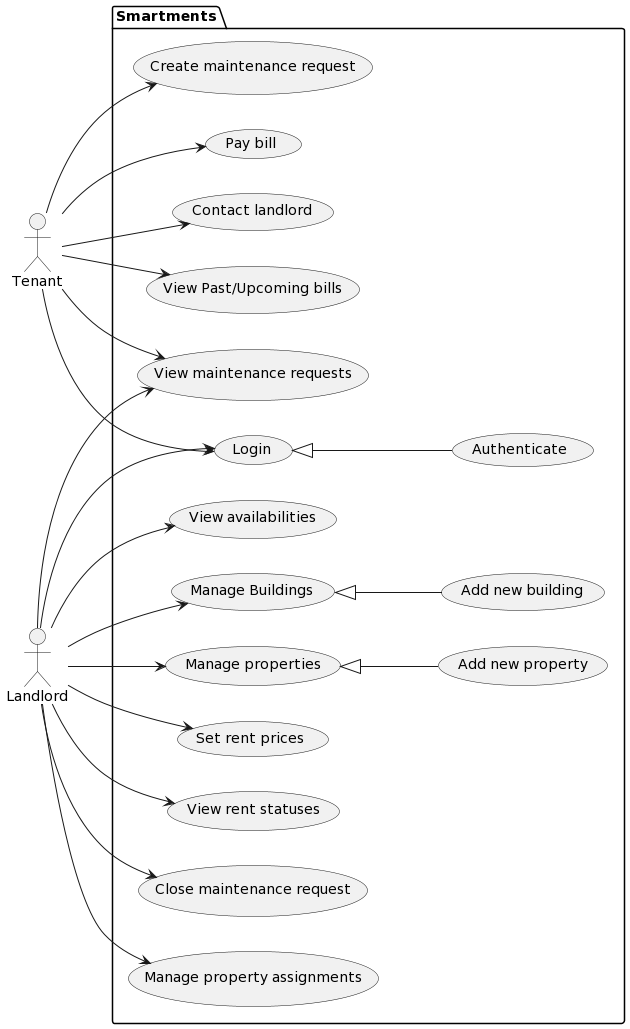 Smartments
Create maintenance request
Pay bill
Contact landlord
Tenant
View Past/Upcoming bills
View maintenance requests
Login
Authenticate
View availabilities
Manage Buildings
Add new building
Manage properties
Add new property
Landlord
Set rent prices
View rent statuses
Close maintenance request
Manage property assignments